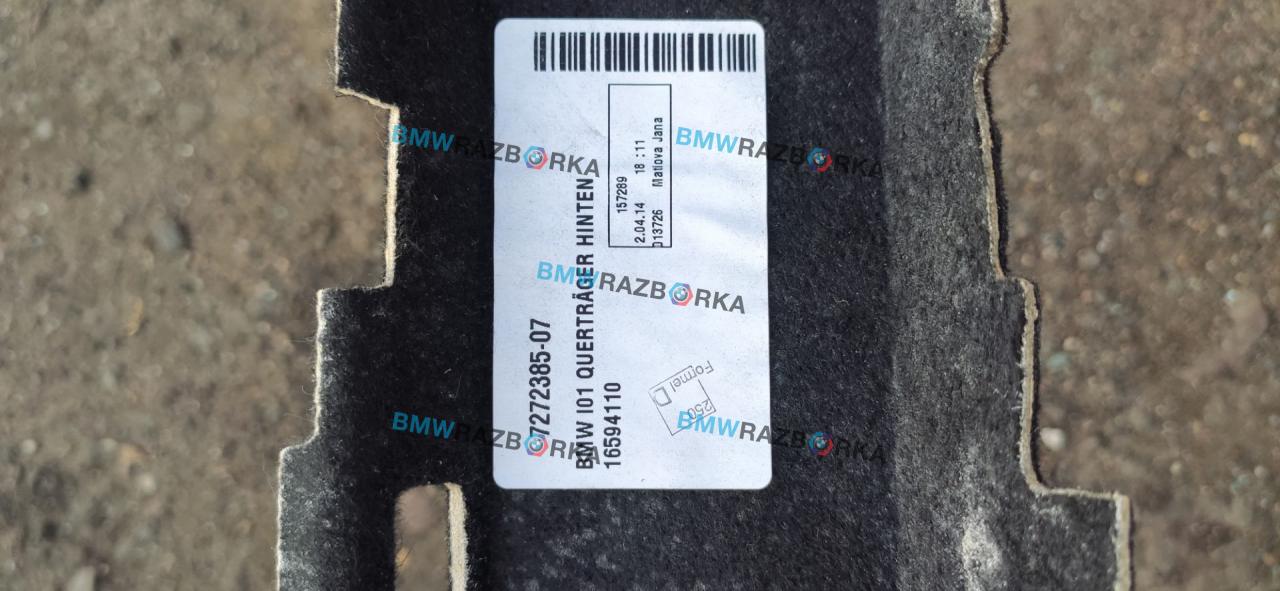 7272385-07
BMW I01 QUERTRÄGER HINTEN
16594110
157289
2.04.14 18:11
013726 Matlova Jana
Formel D
250
BMWRAZBORKA
BMWRAZBORKA
BMWRAZBORKA
BMWRAZBORKA
BMWRAZBORKA